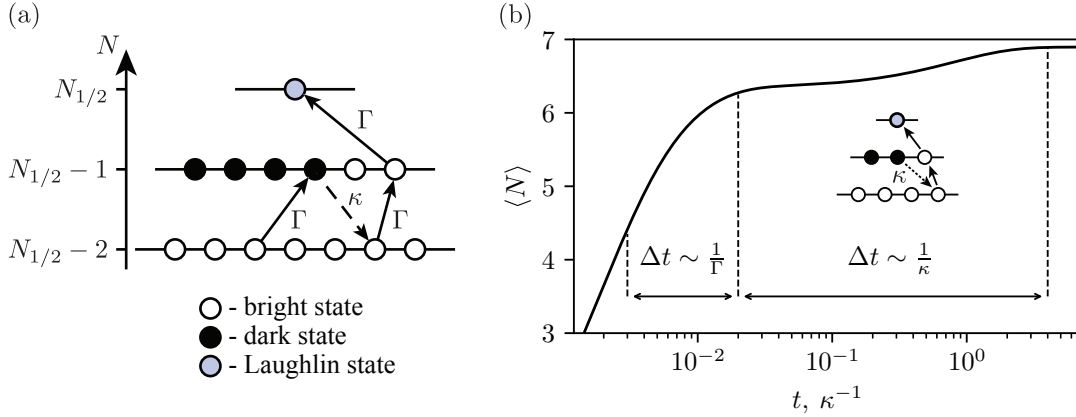 (a)
N
N_{1/2}
Γ
N_{1/2} − 1
Γ
κ
Γ
N_{1/2} − 2
- bright state
- dark state
- Laughlin state
(b)
⟨N⟩
7
6
5
4
3
κ
Δt ∼ 1/Γ
Δt ∼ 1/κ
10^{−2}
10^{−1}
10^{0}
t, κ^{−1}